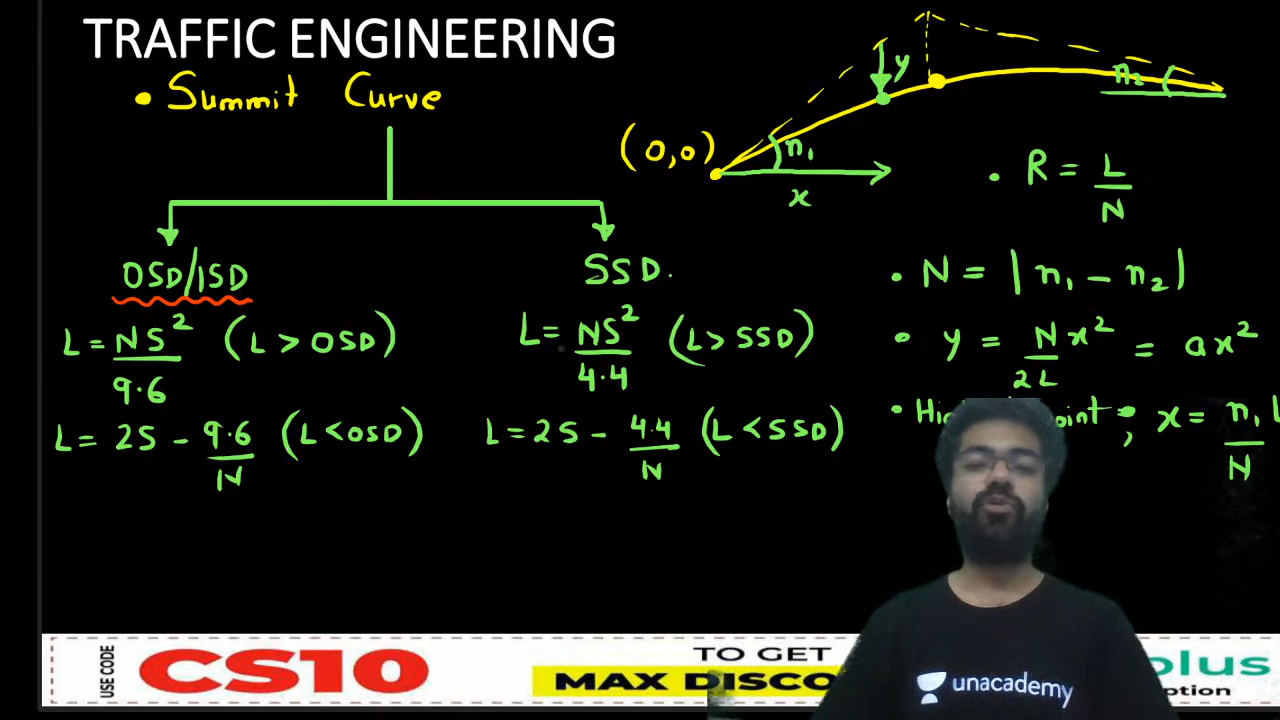 TRAFFIC ENGINEERING
• Summit Curve
y
n₂
(0,0)
n₁
x
• R = L/N
OSD/ISD
SSD.
• N = | n₁ - n₂ |
L = NS²/9.6 (L > OSD)
L = NS²/4.4 (L > SSD)
• y = N/2L x² = ax²
L = 2S - 9.6/N (L < OSD)
L = 2S - 4.4/N (L < SSD)
• Hi oint ; x = n₁ L/N
USE CODE
CS10
TO GET
MAX DISCO
unacademy
plus
ption